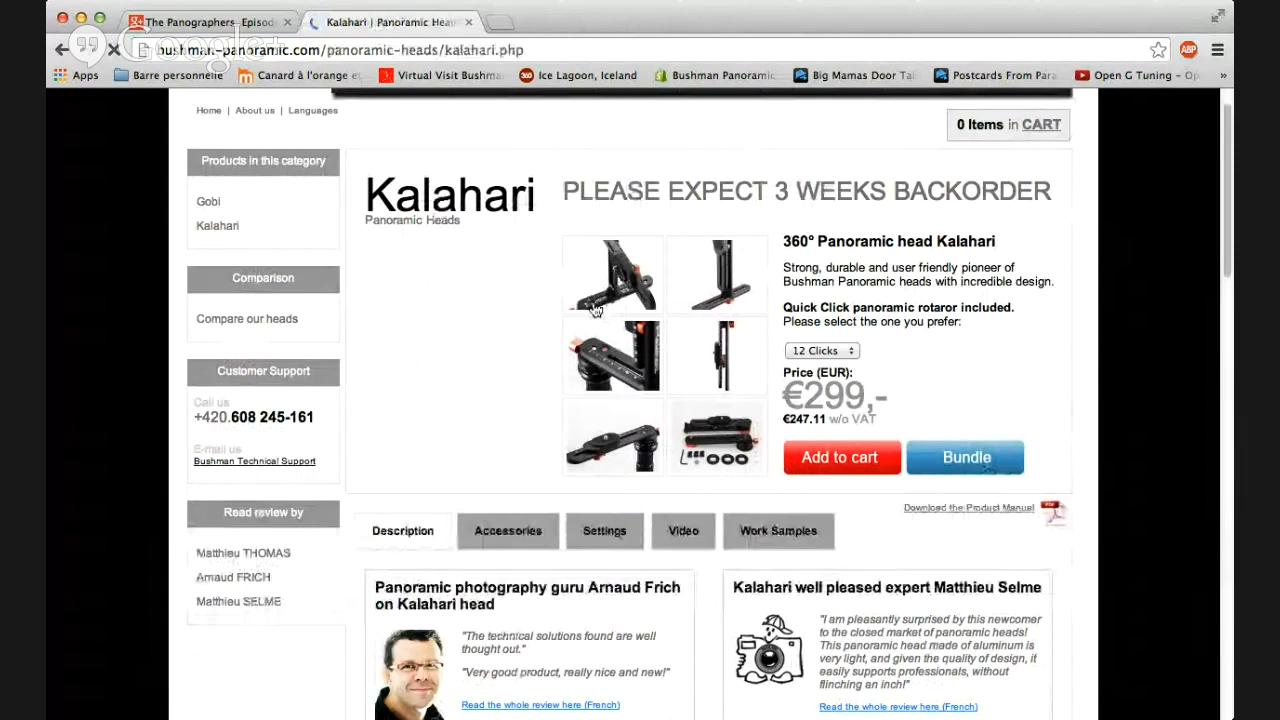 The Panographers- Episod
Kalahari | Panoramic Hea
Google+
bushman-panoramic.com/panoramic-heads/kalahari.php
ABP
Apps
Barre personnelle
Canard à l'orange e
Virtual Visit Bushma
Ice Lagoon, Iceland
Bushman Panoramic
Big Mamas Door Ta
Postcards From Para
Open G Tuning - Op
»
Home | About us | Languages
0 Items in CART
Products in this category
Gobi
Kalahari
Comparison
Compare our heads
Customer Support
Call us
+420.608 245-161
E-mail us
Bushman Technical Support
Read review by
Matthieu THOMAS
Arnaud FRICH
Matthieu SELME
Kalahari
Panoramic Heads
PLEASE EXPECT 3 WEEKS BACKORDER
360° Panoramic head Kalahari
Strong, durable and user friendly pioneer of
Bushman Panoramic heads with incredible design.
Quick Click panoramic rotaror included.
Please select the one you prefer:
12 Clicks
Price (EUR):
€299,-
€247.11 w/o VAT
Add to cart
Bundle
Download the Product Manual
PDF
Description
Accessories
Settings
Video
Work Samples
Panoramic photography guru Arnaud Frich
on Kalahari head
"The technical solutions found are well
thought out."
"Very good product, really nice and new!"
Read the whole review here (French)
Kalahari well pleased expert Matthieu Selme
"I am pleasantly surprised by this newcomer
to the closed market of panoramic heads!
This panoramic head made of aluminum is
very light, and given the quality of design, it
easily supports professionals, without
flinching an inch!"
Read the whole review here (French)